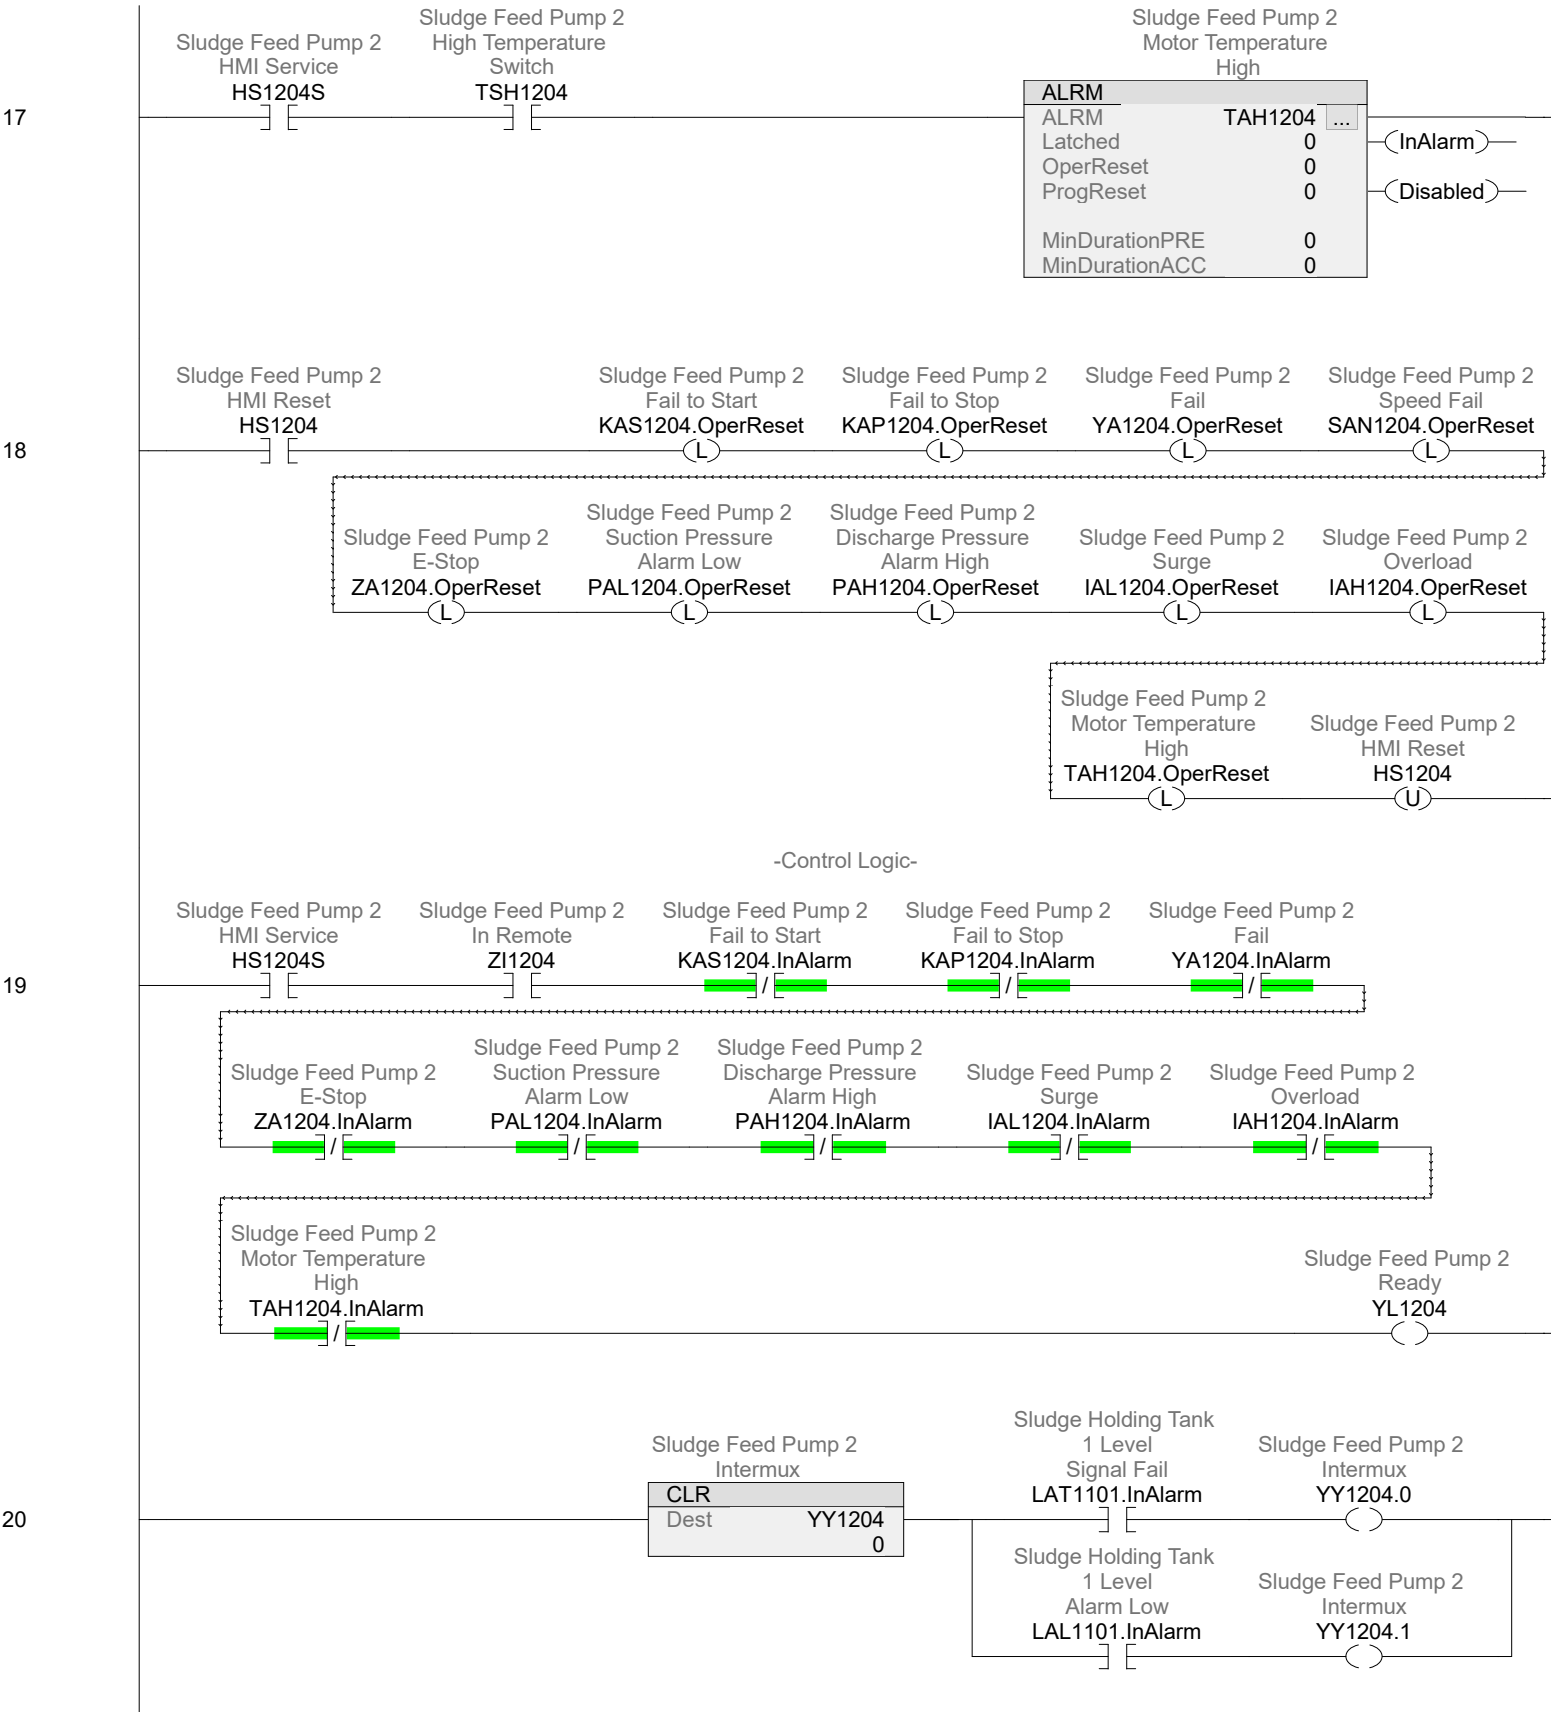 17
Sludge Feed Pump 2
HMI Service
HS1204S
Sludge Feed Pump 2
High Temperature
Switch
TSH1204
Sludge Feed Pump 2
Motor Temperature
High
ALRM
ALRM TAH1204 ...
Latched 0
OperReset 0
ProgReset 0
MinDurationPRE 0
MinDurationACC 0
InAlarm
Disabled
18
Sludge Feed Pump 2
HMI Reset
HS1204
Sludge Feed Pump 2
Fail to Start
KAS1204.OperReset
L
Sludge Feed Pump 2
Fail to Stop
KAP1204.OperReset
L
Sludge Feed Pump 2
Fail
YA1204.OperReset
L
Sludge Feed Pump 2
Speed Fail
SAN1204.OperReset
L
Sludge Feed Pump 2
E-Stop
ZA1204.OperReset
L
Sludge Feed Pump 2
Suction Pressure
Alarm Low
PAL1204.OperReset
L
Sludge Feed Pump 2
Discharge Pressure
Alarm High
PAH1204.OperReset
L
Sludge Feed Pump 2
Surge
IAL1204.OperReset
L
Sludge Feed Pump 2
Overload
IAH1204.OperReset
L
Sludge Feed Pump 2
Motor Temperature
High
TAH1204.OperReset
L
Sludge Feed Pump 2
HMI Reset
HS1204
U
-Control Logic-
19
Sludge Feed Pump 2
HMI Service
HS1204S
Sludge Feed Pump 2
In Remote
ZI1204
Sludge Feed Pump 2
Fail to Start
KAS1204.InAlarm
/
Sludge Feed Pump 2
Fail to Stop
KAP1204.InAlarm
/
Sludge Feed Pump 2
Fail
YA1204.InAlarm
/
Sludge Feed Pump 2
E-Stop
ZA1204.InAlarm
/
Sludge Feed Pump 2
Suction Pressure
Alarm Low
PAL1204.InAlarm
/
Sludge Feed Pump 2
Discharge Pressure
Alarm High
PAH1204.InAlarm
/
Sludge Feed Pump 2
Surge
IAL1204.InAlarm
/
Sludge Feed Pump 2
Overload
IAH1204.InAlarm
/
Sludge Feed Pump 2
Motor Temperature
High
TAH1204.InAlarm
/
Sludge Feed Pump 2
Ready
YL1204
20
Sludge Feed Pump 2
Intermux
CLR
Dest YY1204
0
Sludge Holding Tank
1 Level
Signal Fail
LAT1101.InAlarm
Sludge Feed Pump 2
Intermux
YY1204.0
Sludge Holding Tank
1 Level
Alarm Low
LAL1101.InAlarm
Sludge Feed Pump 2
Intermux
YY1204.1